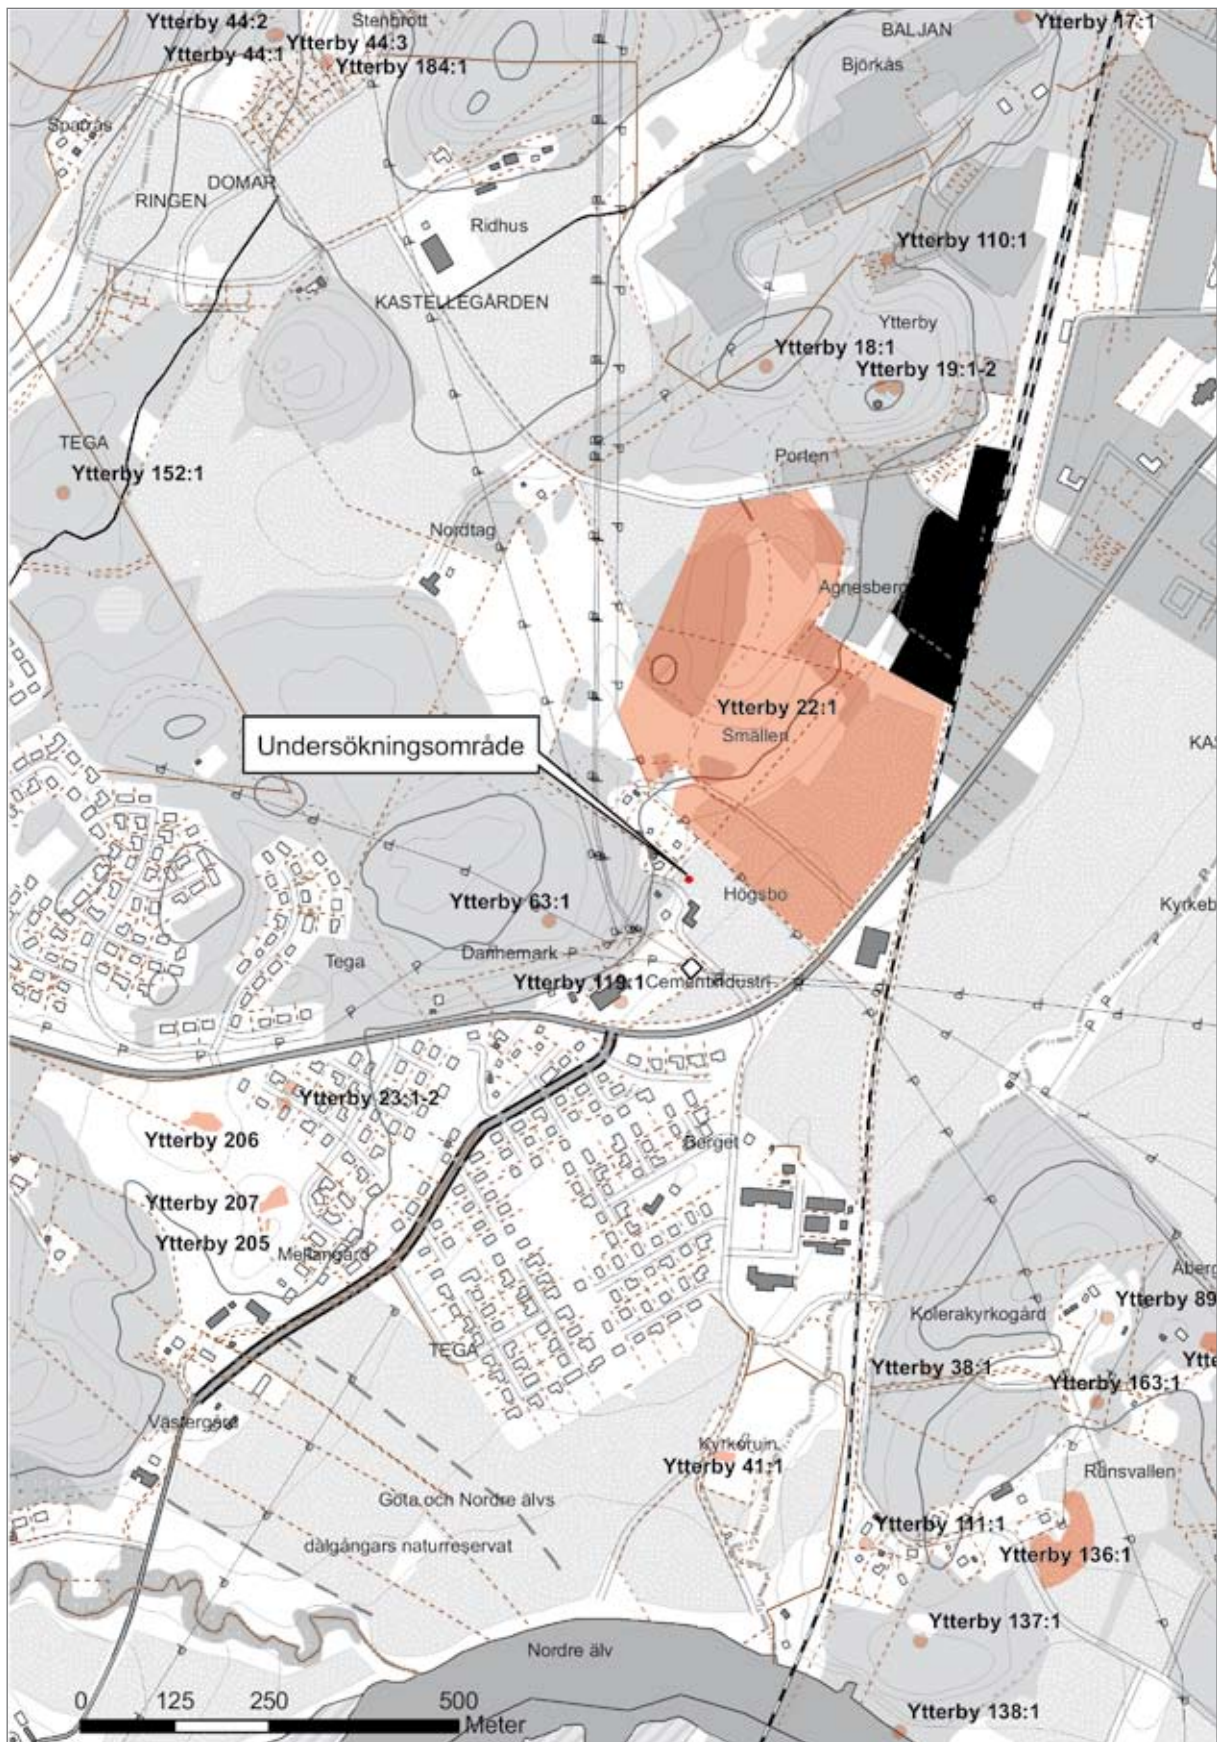 Ytterby 44:2
Stenbrott
BALJAN
Ytterby 17:1
Ytterby 44:3
Ytterby 44:1
Ytterby 184:1
Björkås
DOMAR
RINGEN
Ridhus
Ytterby 110:1
KASTELLEGÅRDEN
Ytterby
Ytterby 18:1
Ytterby 19:1-2
TEGA
Ytterby 152:1
Porten
Nordtag
Agnesberg
Ytterby 22:1
Smällen
Undersökningsområde
KAS
Högsbo
Ytterby 63:1
Kyrkeb
Dannemark
Tega
Ytterby 119:1
Cementindustri
Ytterby 23:1-2
Ytterby 206
Berget
Ytterby 207
Ytterby 205
Mellangård
Åberg
Kolerakyrkogård
Ytterby 89
TEGA
Ytte
Ytterby 38:1
Ytterby 163:1
Västergård
Kyrkoruin
Ytterby 41:1
Runsvallen
Göta och Nordre älvs
dalgångars naturreservat
Ytterby 111:1
Ytterby 136:1
Ytterby 137:1
Nordre älv
0 125 250 500
Meter
Ytterby 138:1